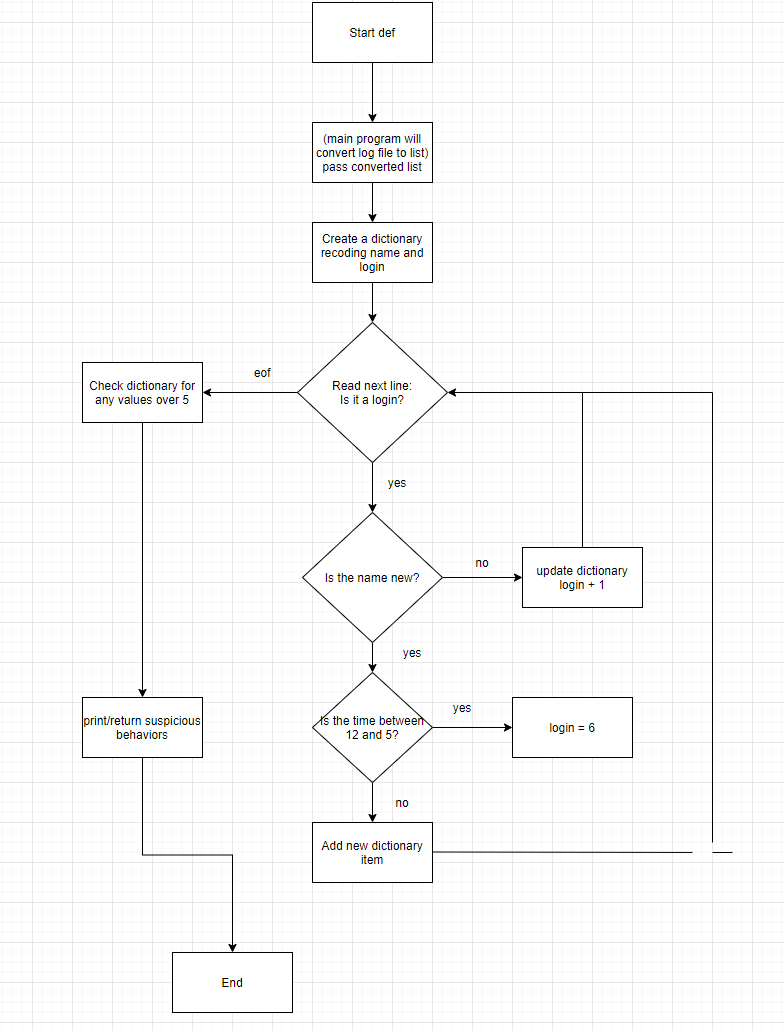 Start def
(main program will
convert log file to list)
pass converted list
Create a dictionary
recoding name and
login
Read next line:
Is it a login?
eof
Check dictionary for
any values over 5
yes
Is the name new?
no
update dictionary
login + 1
yes
Is the time between
12 and 5?
yes
login = 6
print/return suspicious
behaviors
no
Add new dictionary
item
End